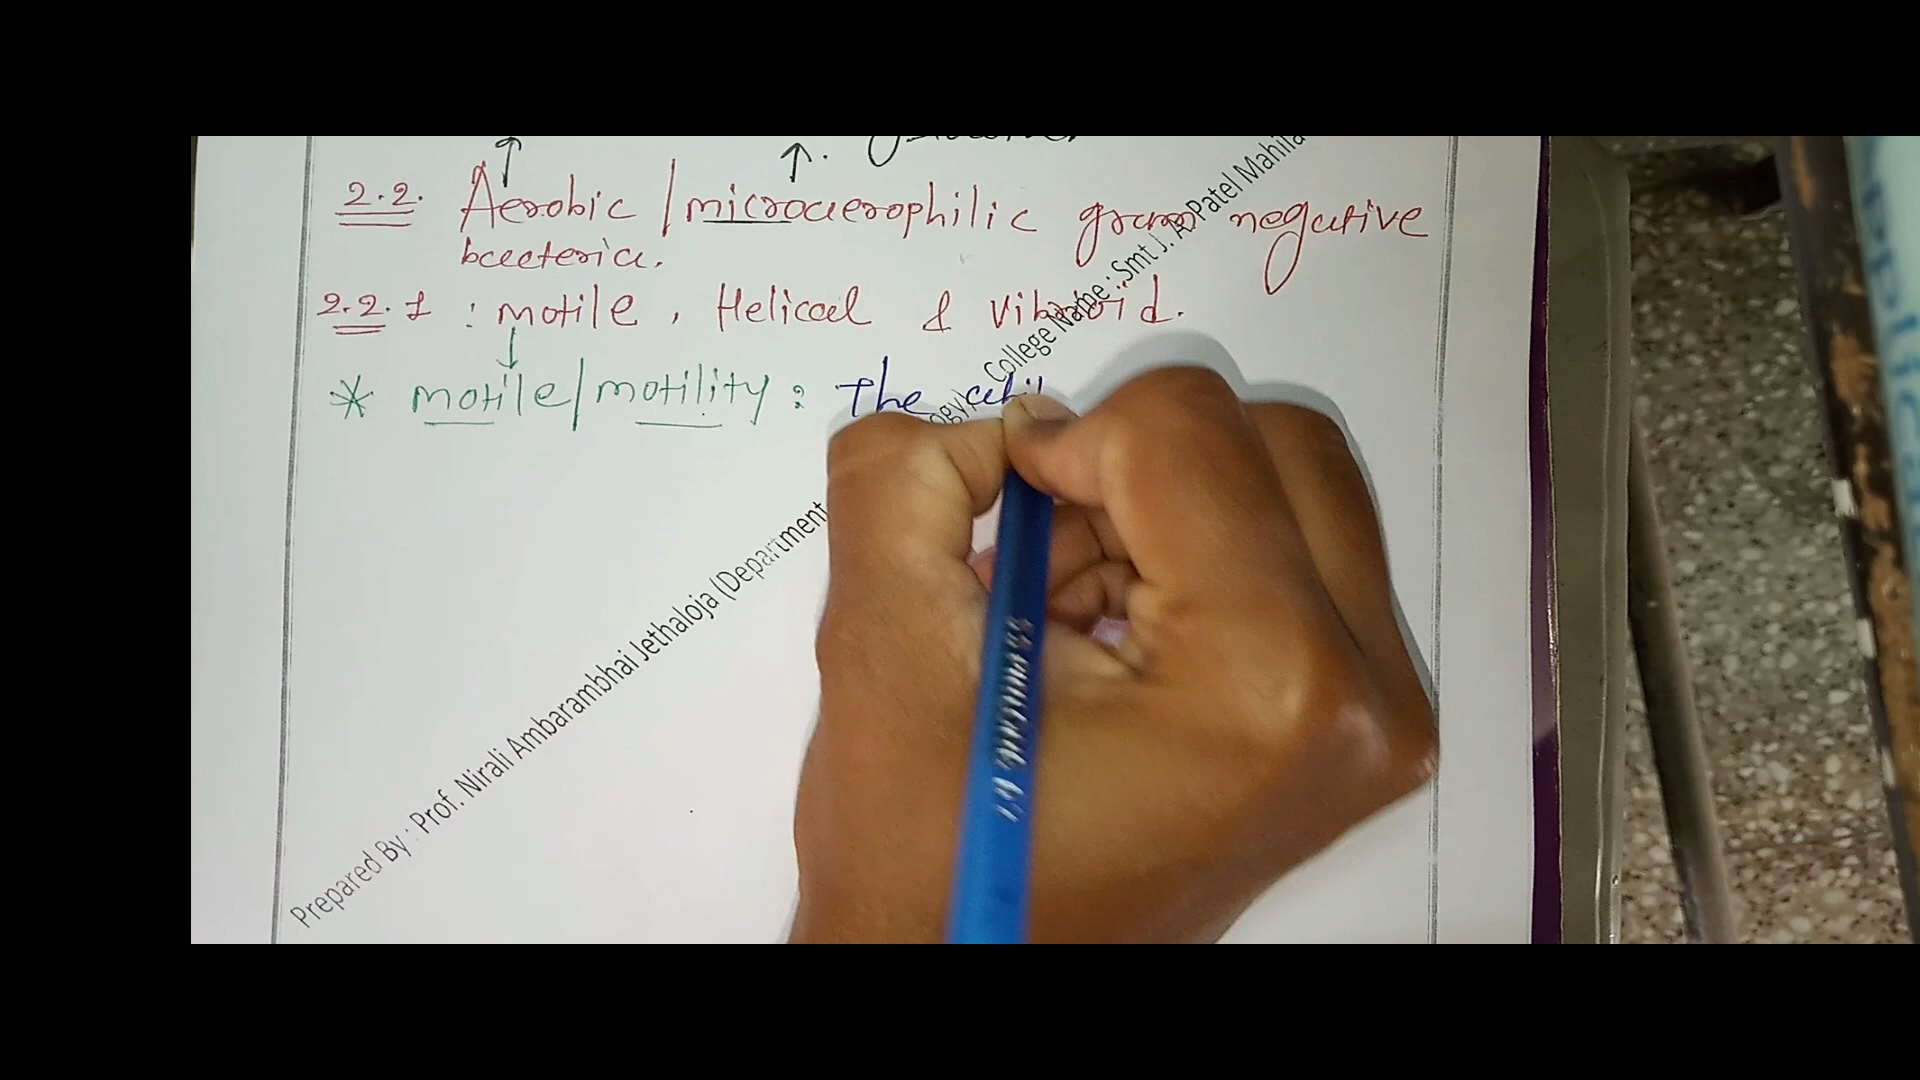 2.2. Aerobic / microaerophilic gram negative
bacteria.
2.2.1 : motile, Helical & vibrioid.
* motile/motility : The abil
Prepared By : Prof. Nirali Ambarambhai Jethaloja (Department
College Name : Smt J. A. Patel Mahila